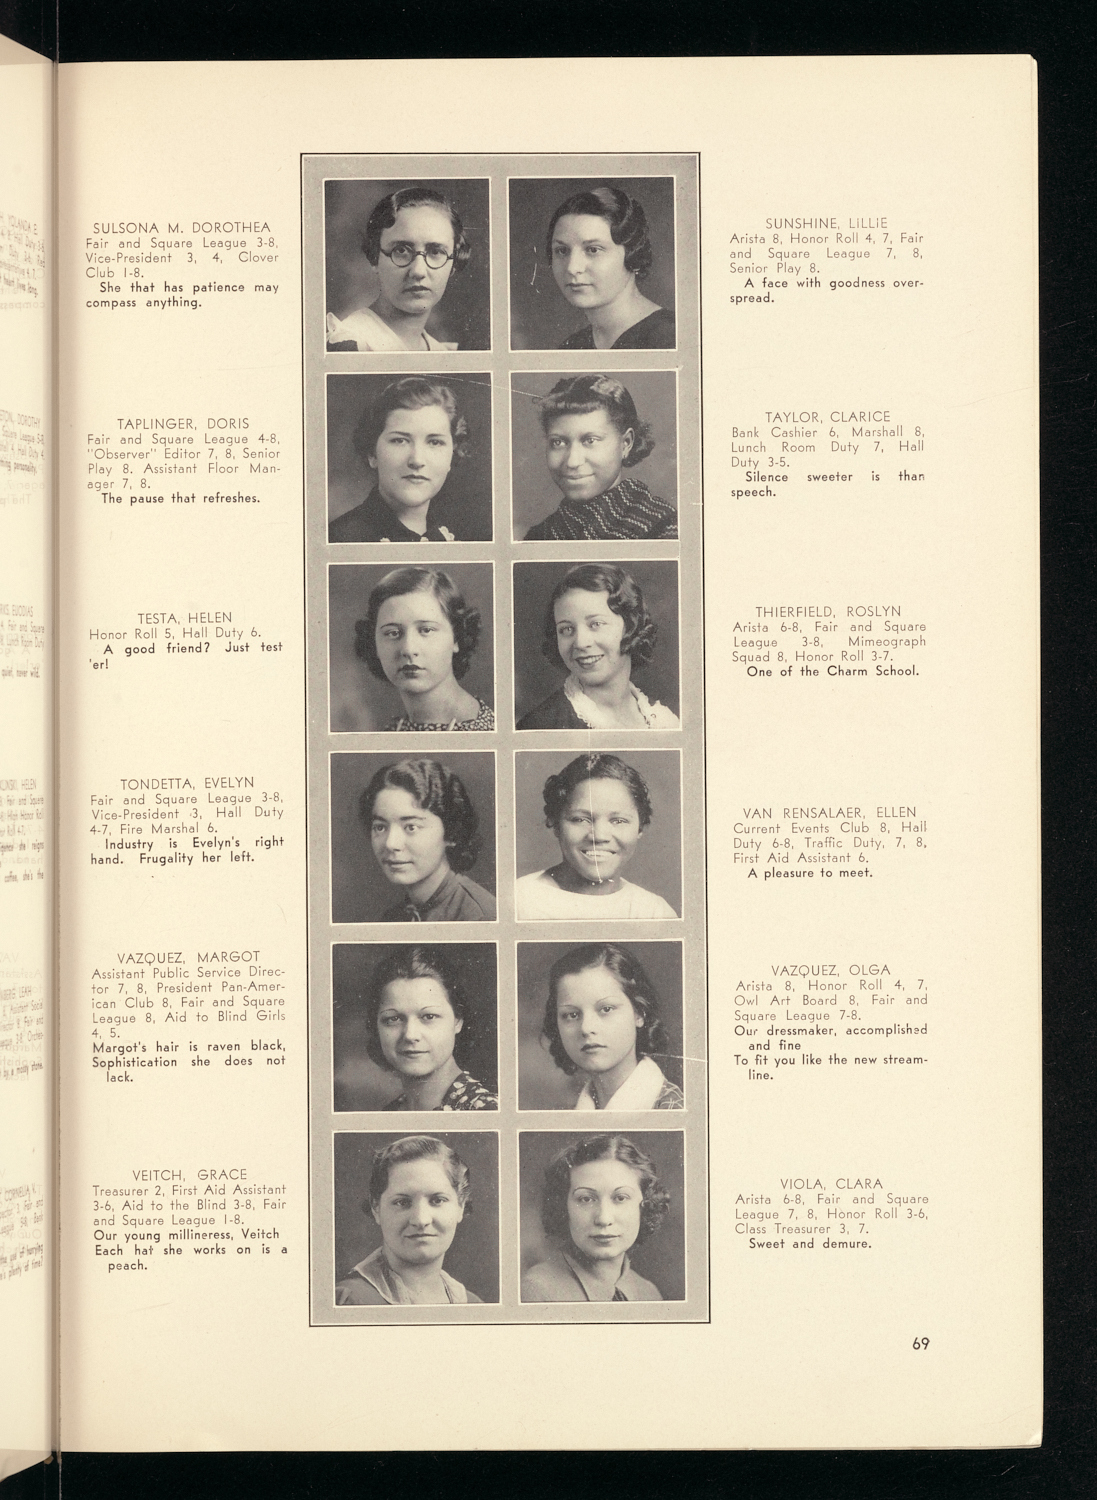 SULSONA M. DOROTHEA
Fair and Square League 3-8,
Vice-President 3, 4, Clover
Club 1-8.
She that has patience may
compass anything.
SUNSHINE, LiLLiE
Arista 8, Honor Roll 4, 7, Fair
and Square League 7, 8,
Senior Play 8.
A face with goodness over-
spread.
TAPLINGER, DORIS
Fair and Square League 4-8,
"Observer" Editor 7, 8, Senior
Play 8. Assistant Floor Man-
ager 7, 8.
The pause that refreshes.
TAYLOR, CLARICE
Bank Cashier 6, Marshall 8,
Lunch Room Duty 7, Hall
Duty 3-5.
Silence sweeter is than
speech.
TESTA, HELEN
Honor Roll 5, Hall Duty 6.
A good friend? Just test
'er!
THIERFIELD, ROSLYN
Arista 6-8, Fair and Square
League 3-8, Mimeograph
Squad 8, Honor Roll 3-7.
One of the Charm School.
TONDETTA, EVELYN
Fair and Square League 3-8,
Vice-President 3, Hall Duty
4-7, Fire Marshal 6.
Industry is Evelyn's right
hand. Frugality her left.
VAN RENSALAER, ELLEN
Current Events Club 8, Hall
Duty 6-8, Traffic Duty, 7, 8,
First Aid Assistant 6.
A pleasure to meet.
VAZQUEZ, MARGOT
Assistant Public Service Direc-
tor 7, 8, President Pan-Amer-
ican Club 8, Fair and Square
League 8, Aid to Blind Girls
4, 5.
Margot's hair is raven black,
Sophistication she does not
lack.
VAZQUEZ, OLGA
Arista 8, Honor Roll 4, 7,
Owl Art Board 8, Fair and
Square League 7-8.
Our dressmaker, accomplished
and fine
To fit you like the new stream-
line.
VEITCH, GRACE
Treasurer 2, First Aid Assistant
3-6, Aid to the Blind 3-8, Fair
and Square League 1-8.
Our young millineress, Veitch
Each hat she works on is a
peach.
VIOLA, CLARA
Arista 6-8, Fair and Square
League 7, 8, Honor Roll 3-6,
Class Treasurer 3, 7.
Sweet and demure.
69